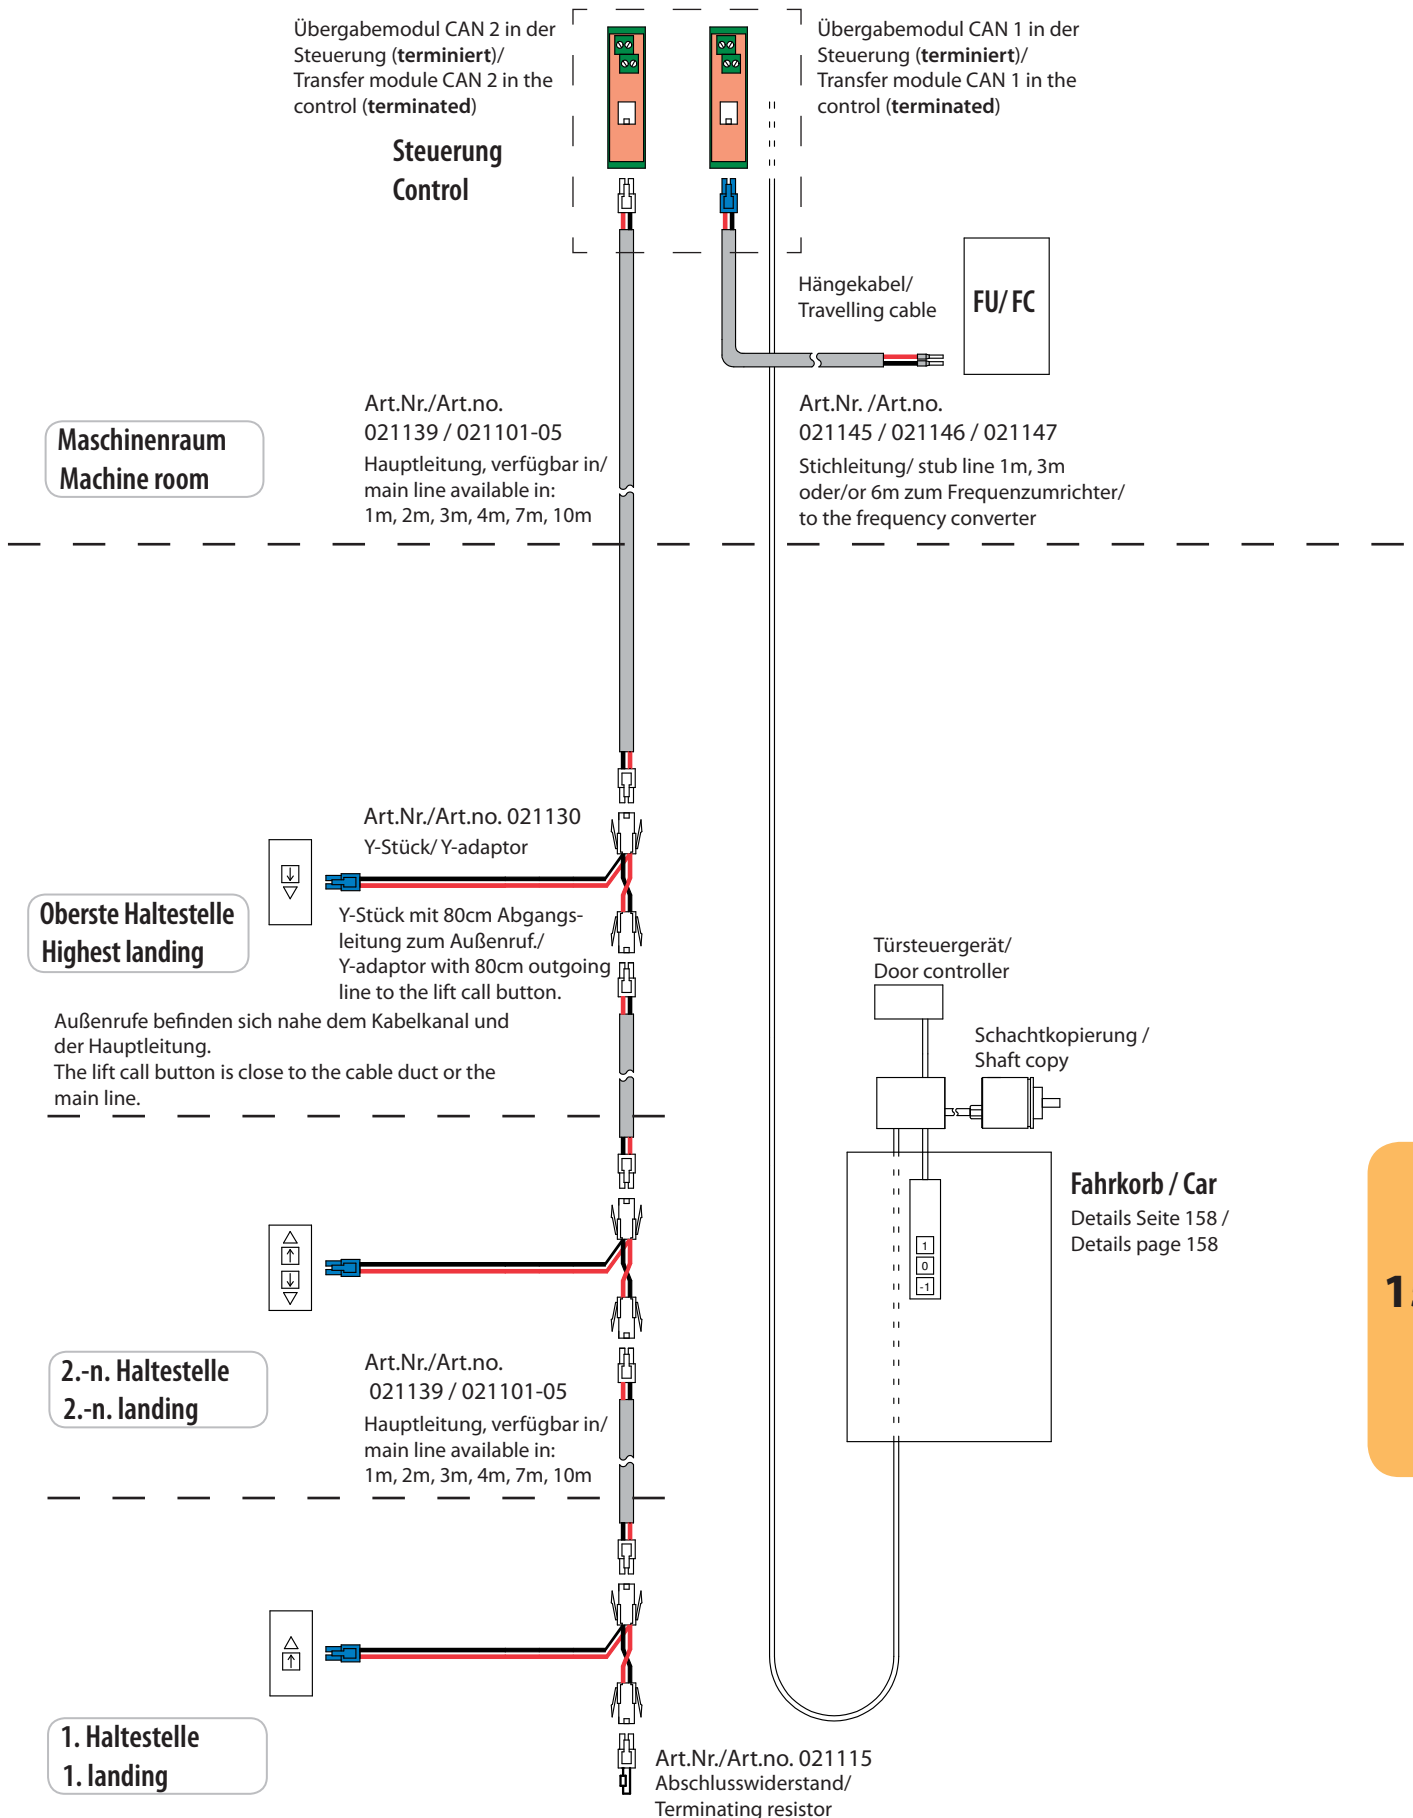 Übergabemodul CAN 2 in der
Steuerung (terminiert)/
Transfer module CAN 2 in the
control (terminated)
Übergabemodul CAN 1 in der
Steuerung (terminiert)/
Transfer module CAN 1 in the
control (terminated)
Steuerung
Control
Hängekabel/
Travelling cable
FU/ FC
Maschinenraum
Machine room
Art.Nr./Art.no.
021139 / 021101-05
Hauptleitung, verfügbar in/
main line available in:
1m, 2m, 3m, 4m, 7m, 10m
Art.Nr. /Art.no.
021145 / 021146 / 021147
Stichleitung/ stub line 1m, 3m
oder/or 6m zum Frequenzumrichter/
to the frequency converter
Art.Nr./Art.no. 021130
Y-Stück/ Y-adaptor
Oberste Haltestelle
Highest landing
Y-Stück mit 80cm Abgangs-
leitung zum Außenruf./
Y-adaptor with 80cm outgoing
line to the lift call button.
Außenrufe befinden sich nahe dem Kabelkanal und
der Hauptleitung.
The lift call button is close to the cable duct or the
main line.
Türsteuergerät/
Door controller
Schachtkopierung /
Shaft copy
Fahrkorb / Car
Details Seite 158 /
Details page 158
1
0
-1
2.-n. Haltestelle
2.-n. landing
Art.Nr./Art.no.
021139 / 021101-05
Hauptleitung, verfügbar in/
main line available in:
1m, 2m, 3m, 4m, 7m, 10m
1. Haltestelle
1. landing
Art.Nr./Art.no. 021115
Abschlusswiderstand/
Terminating resistor